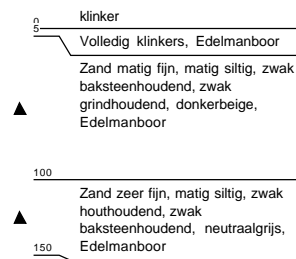 0
klinker
5
Volledig klinkers, Edelmanboor
Zand matig fijn, matig siltig, zwak
baksteenhoudend, zwak
grindhoudend, donkerbeige,
Edelmanboor
100
Zand zeer fijn, matig siltig, zwak
houthoudend, zwak
baksteenhoudend, neutraalgrijs,
Edelmanboor
150